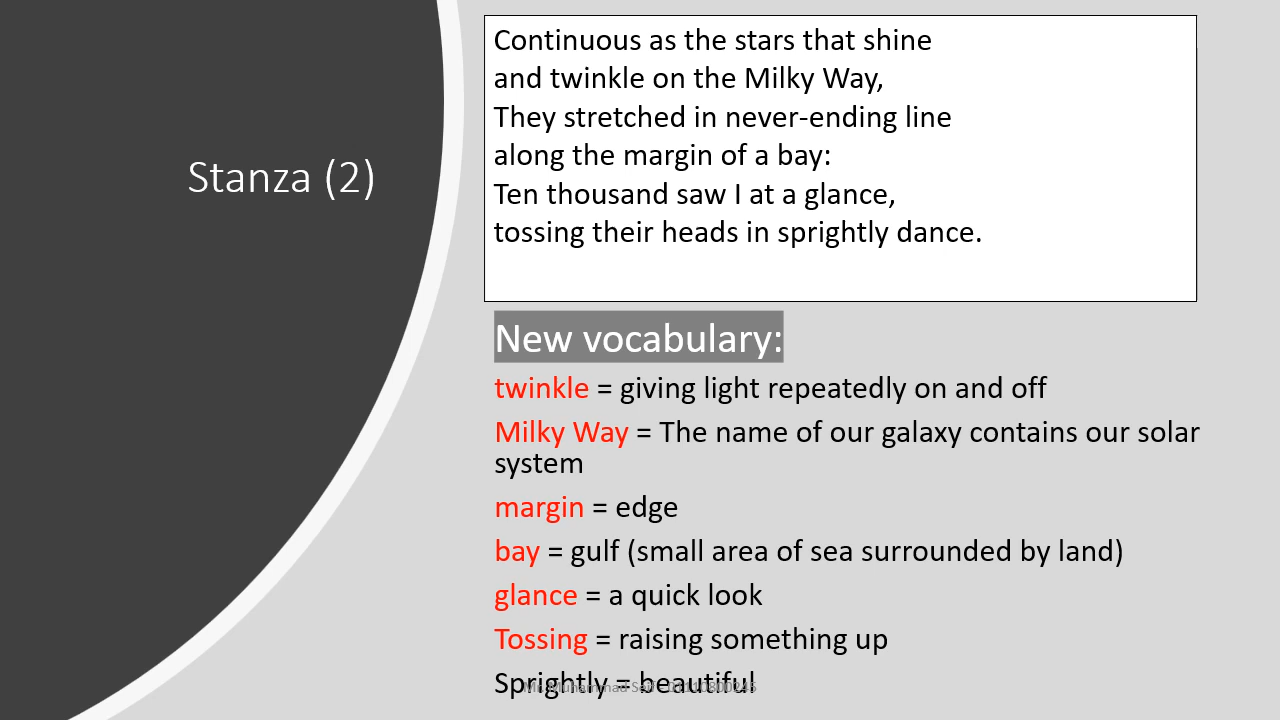 Stanza (2)
Continuous as the stars that shine
and twinkle on the Milky Way,
They stretched in never-ending line
along the margin of a bay:
Ten thousand saw I at a glance,
tossing their heads in sprightly dance.
New vocabulary:
twinkle = giving light repeatedly on and off
Milky Way = The name of our galaxy contains our solar
system
margin = edge
bay = gulf (small area of sea surrounded by land)
glance = a quick look
Tossing = raising something up
Sprightly = beautiful